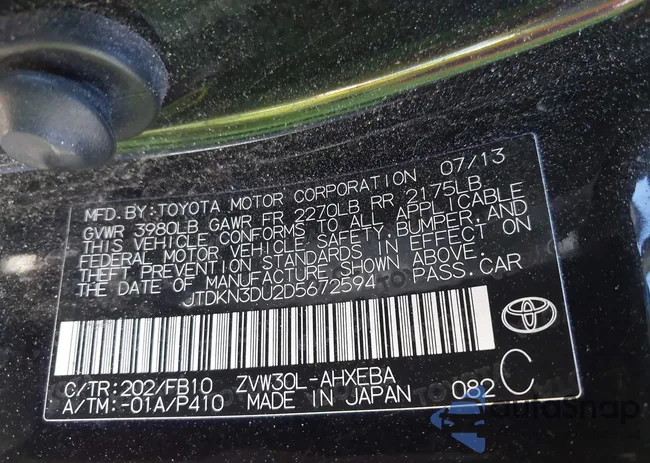 MFD. BY: TOYOTA MOTOR CORPORATION 07/13
GVWR 3980LB GAWR FR 2270LB RR 2175LB
THIS VEHICLE CONFORMS TO ALL APPLICABLE
FEDERAL MOTOR VEHICLE SAFETY, BUMPER, AND
THEFT PREVENTION STANDARDS IN EFFECT ON
THE DATE OF MANUFACTURE SHOWN ABOVE.
JTDKN3DU2D5672594 PASS. CAR
C/TR: 202/FB10 ZVW30L-AHXEBA
A/TM: -01A/P410 MADE IN JAPAN 082 C
AutoSnap